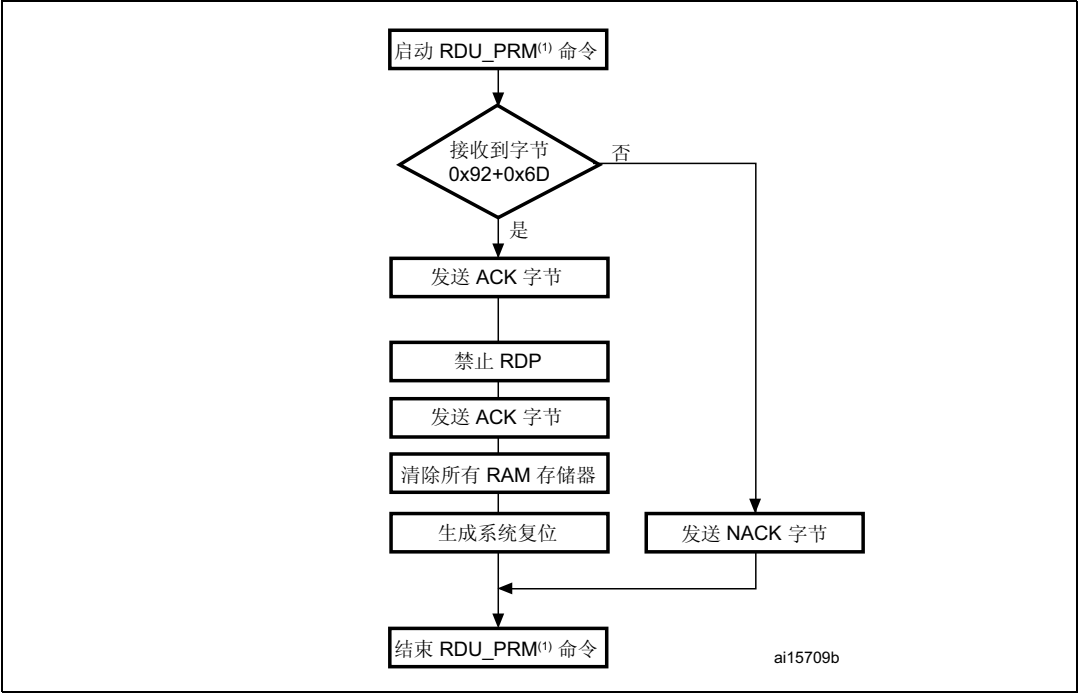 启动 RDU_PRM⁽¹⁾ 命令
接收到字节
0x92+0x6D
否
是
发送 ACK 字节
禁止 RDP
发送 ACK 字节
清除所有 RAM 存储器
生成系统复位
发送 NACK 字节
结束 RDU_PRM⁽¹⁾ 命令
ai15709b